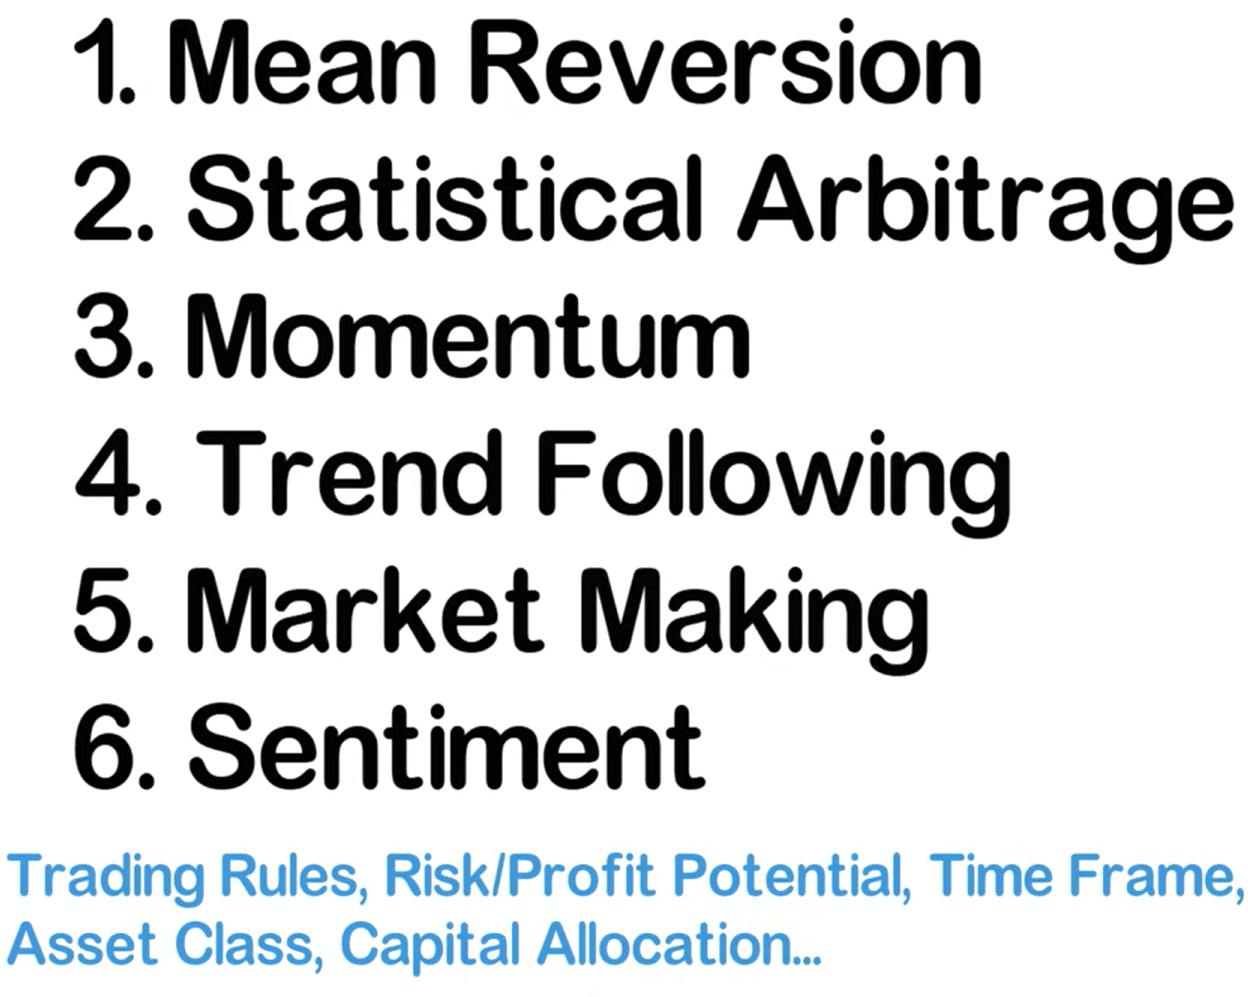 1. Mean Reversion
2. Statistical Arbitrage
3. Momentum
4. Trend Following
5. Market Making
6. Sentiment
Trading Rules, Risk/Profit Potential, Time Frame,
Asset Class, Capital Allocation...